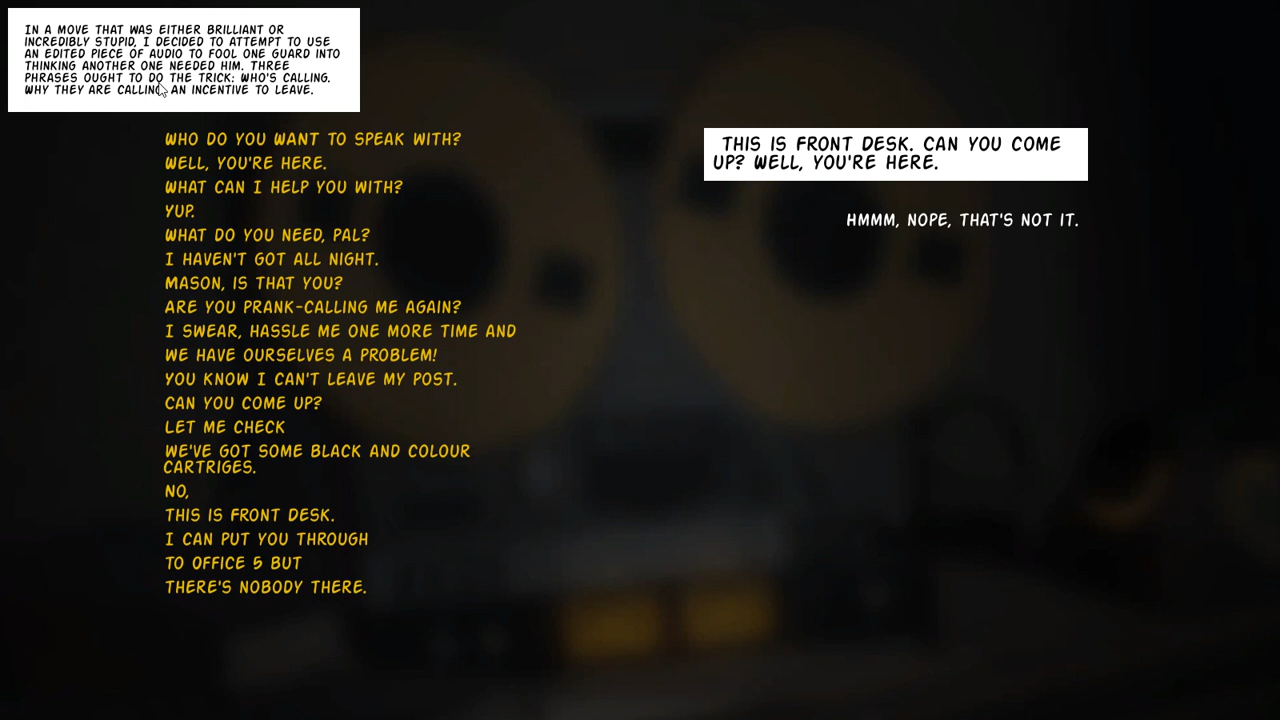 IN A MOVE THAT WAS EITHER BRILLIANT OR
INCREDIBLY STUPID, I DECIDED TO ATTEMPT TO USE
AN EDITED PIECE OF AUDIO TO FOOL ONE GUARD INTO
THINKING ANOTHER ONE NEEDED HIM. THREE
PHRASES OUGHT TO DO THE TRICK: WHO'S CALLING.
WHY THEY ARE CALLING. AN INCENTIVE TO LEAVE.
WHO DO YOU WANT TO SPEAK WITH?
WELL, YOU'RE HERE.
WHAT CAN I HELP YOU WITH?
YUP.
WHAT DO YOU NEED, PAL?
I HAVEN'T GOT ALL NIGHT.
MASON, IS THAT YOU?
ARE YOU PRANK-CALLING ME AGAIN?
I SWEAR, HASSLE ME ONE MORE TIME AND
WE HAVE OURSELVES A PROBLEM!
YOU KNOW I CAN'T LEAVE MY POST.
CAN YOU COME UP?
LET ME CHECK
WE'VE GOT SOME BLACK AND COLOUR
CARTRIGES.
NO,
THIS IS FRONT DESK.
I CAN PUT YOU THROUGH
TO OFFICE 5 BUT
THERE'S NOBODY THERE.
THIS IS FRONT DESK. CAN YOU COME
UP? WELL, YOU'RE HERE.
HMMM, NOPE, THAT'S NOT IT.